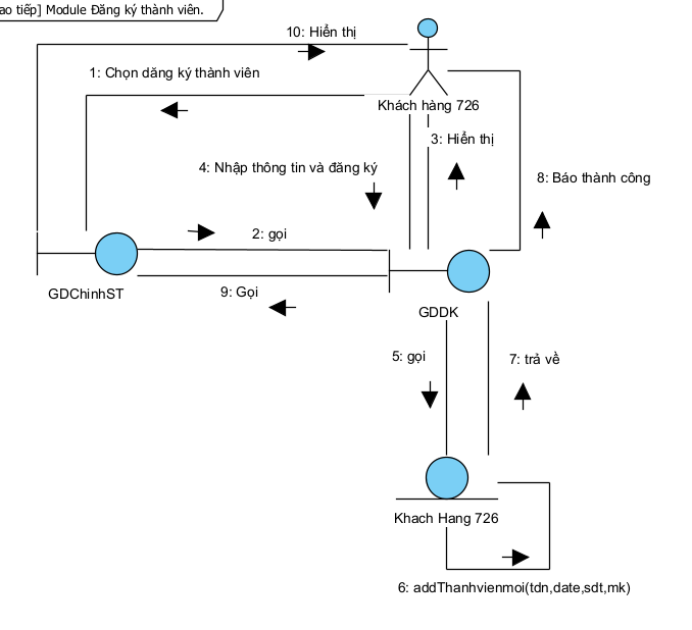 ao tiếp] Module Đăng ký thành viên.
10: Hiển thị
1: Chọn dăng ký thành viên
Khách hàng 726
3: Hiển thị
4: Nhập thông tin và đăng ký
8: Báo thành công
2: gọi
GDChinhST
9: Gọi
GDDK
5: gọi
7: trả về
Khach Hang 726
6: addThanhvienmoi(tdn,date,sdt,mk)